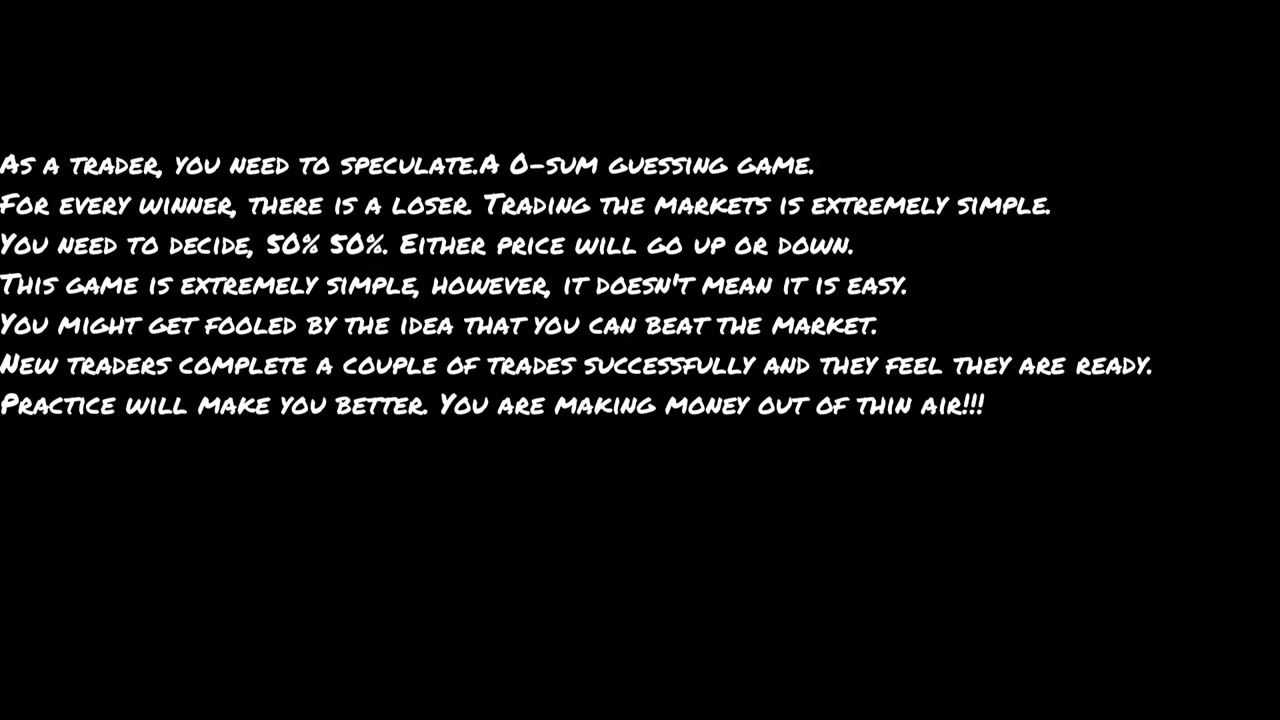 As a trader, you need to speculate.A 0-sum guessing game.
For every winner, there is a loser. Trading the markets is extremely simple.
You need to decide, 50% 50%. Either price will go up or down.
This game is extremely simple, however, it doesn't mean it is easy.
You might get fooled by the idea that you can beat the market.
New traders complete a couple of trades successfully and they feel they are ready.
Practice will make you better. You are making money out of thin air!!!